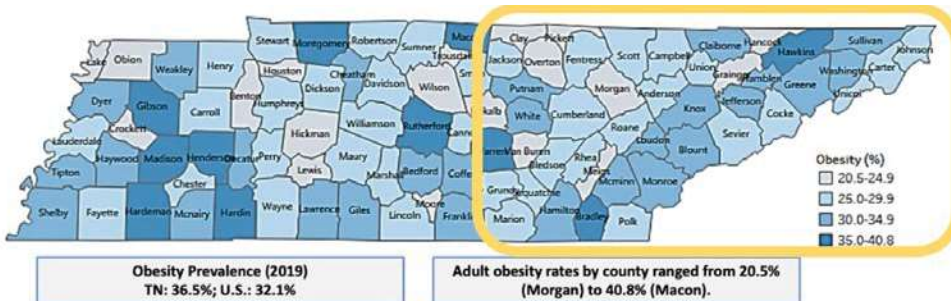 Stewart Montgomery Robertson Sumner Maco Clay Pickett Claiborne Hancock Hawkins Sullivan Johnson
Lake Obion Weakley Henry Houston Cheatham Trousdale Jackson Overton Fentress Scott Campbell Union Grainger Hamblen Washington Carter
Dyer Gibson Benton Humphreys Dickson Davidson Wilson Sm Putnam Morgan Anderson Knox Jefferson Greene Unicoi
Crockett Carroll Hickman Williamson Rutherford Cannon kalb White Cumberland Roane Cocke
Lauderdale Haywood Madison Henderson Decatur Perry Lewis Maury Warren Van Buren Rhea Loudon Blount Sevier
Tipton Chester Marshall Bedford Coffe Bledsoe Meigs Mcminn Monroe
Shelby Fayette Hardeman Mcnairy Hardin Wayne Lawrence Giles Lincoln Moore Franklin Grundy Sequatchie Marion Hamilton Bradley Polk
Obesity (%)
20.5-24.9
25.0-29.9
30.0-34.9
35.0-40.8
Obesity Prevalence (2019)
TN: 36.5%; U.S.: 32.1%
Adult obesity rates by county ranged from 20.5%
(Morgan) to 40.8% (Macon).